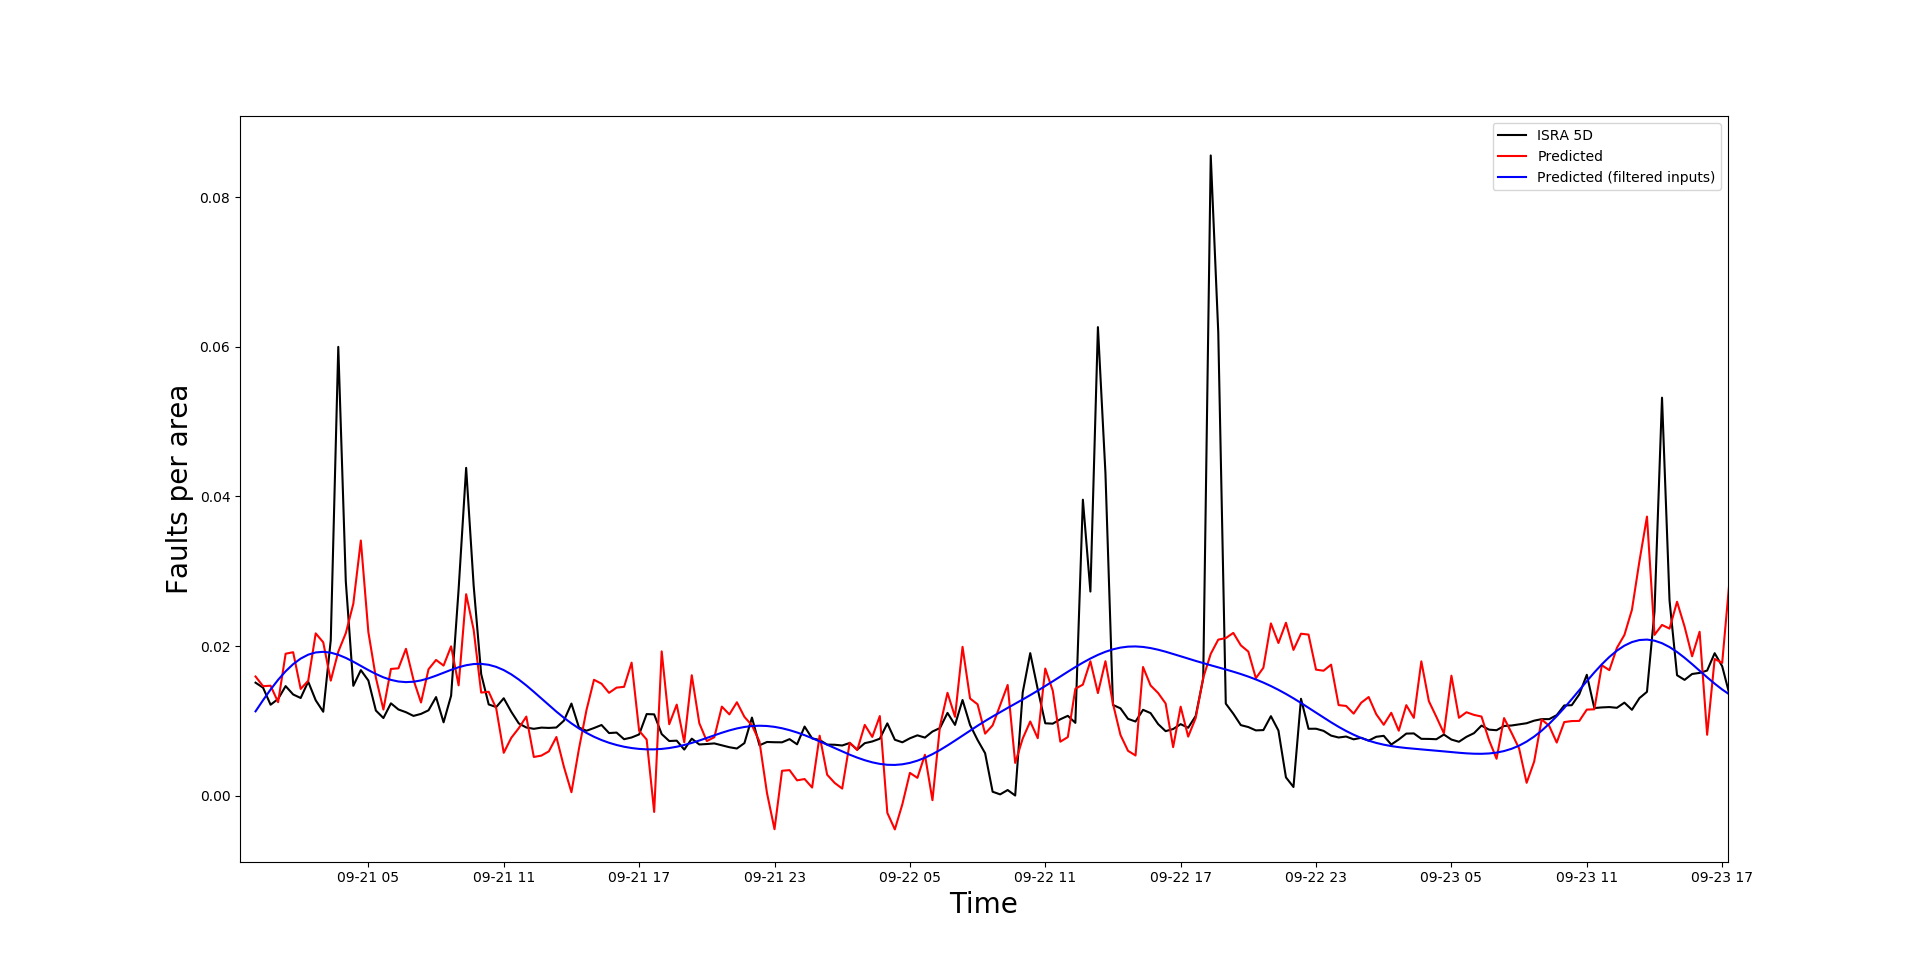 ISRA 5D
Predicted
Predicted (filtered inputs)
Faults per area
0.08
0.06
0.04
0.02
0.00
09-21 05 09-21 11 09-21 17 09-21 23 09-22 05 09-22 11 09-22 17 09-22 23 09-23 05 09-23 11 09-23 17
Time